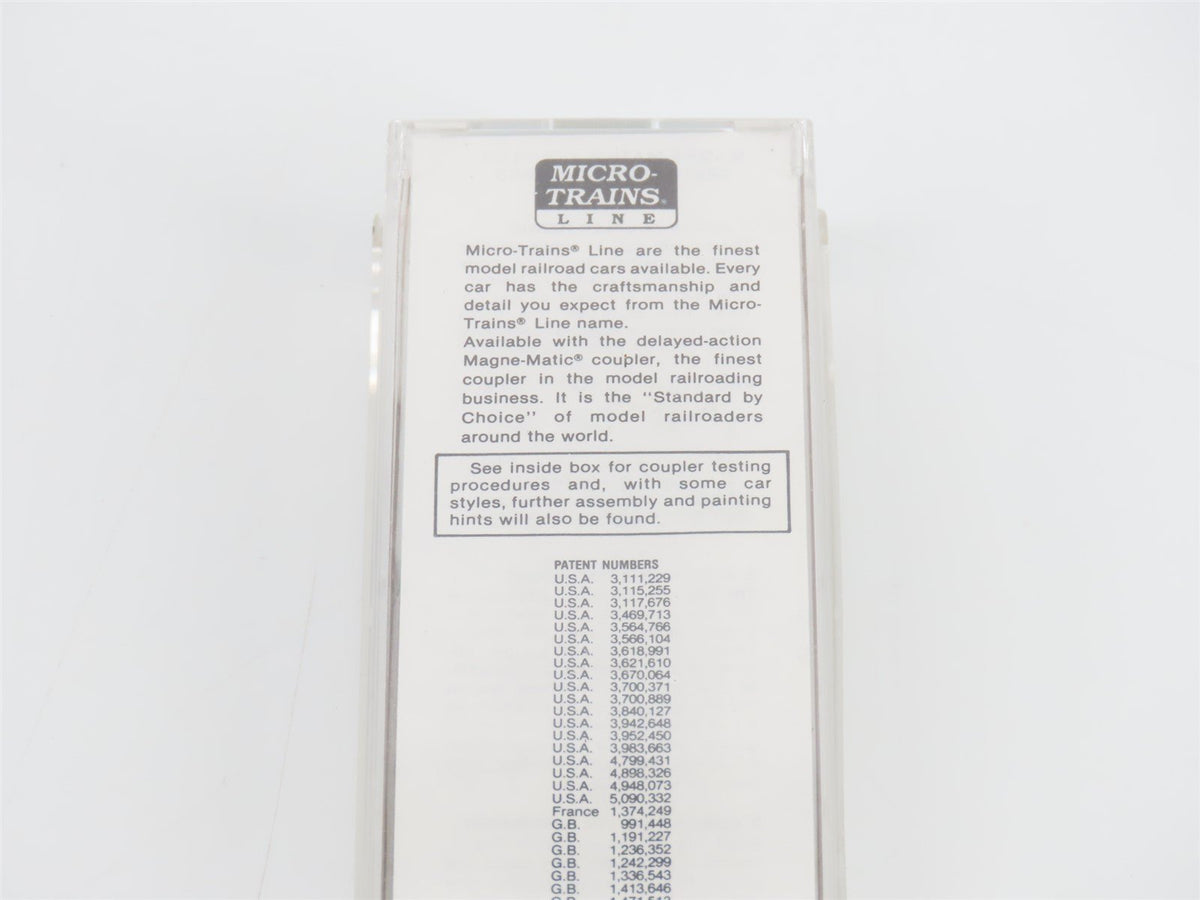 MICRO-
TRAINS®
LINE
Micro-Trains® Line are the finest
model railroad cars available. Every
car has the craftsmanship and
detail you expect from the Micro-
Trains® Line name.
Available with the delayed-action
Magne-Matic® coupler, the finest
coupler in the model railroading
business. It is the "Standard by
Choice" of model railroaders
around the world.
See inside box for coupler testing
procedures and, with some car
styles, further assembly and painting
hints will also be found.
PATENT NUMBERS
U.S.A. 3,111,229
U.S.A. 3,115,255
U.S.A. 3,117,676
U.S.A. 3,469,713
U.S.A. 3,564,766
U.S.A. 3,566,104
U.S.A. 3,618,991
U.S.A. 3,621,610
U.S.A. 3,670,064
U.S.A. 3,700,371
U.S.A. 3,700,889
U.S.A. 3,840,127
U.S.A. 3,942,648
U.S.A. 3,952,450
U.S.A. 3,983,663
U.S.A. 4,799,431
U.S.A. 4,898,326
U.S.A. 4,948,073
U.S.A. 5,090,332
France 1,374,249
G.B. 991,448
G.B. 1,191,227
G.B. 1,236,352
G.B. 1,242,299
G.B. 1,336,543
G.B. 1,413,646
G.B.